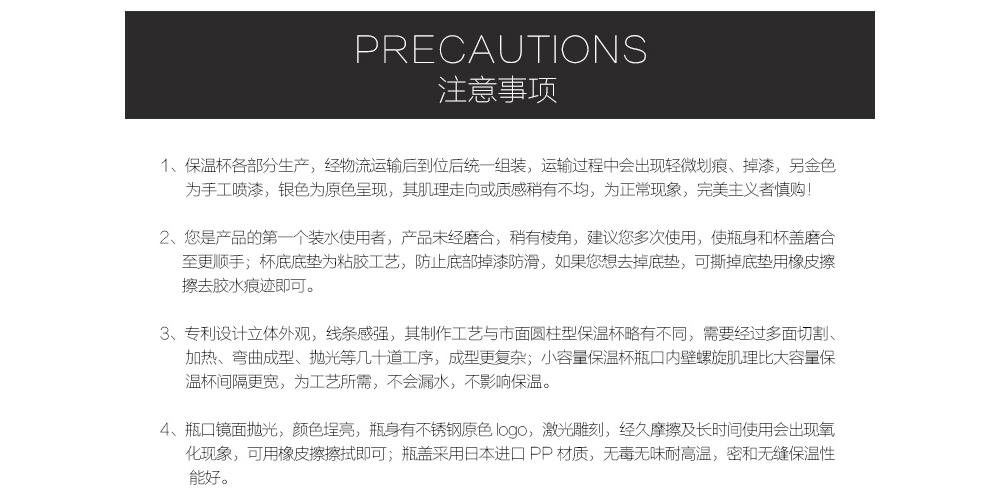 PRECAUTIONS
注意事项
1、保温杯各部分生产，经物流运输后到位后统一组装，运输过程中会出现轻微划痕、掉漆，另金色
为手工喷漆，银色为原色呈现，其肌理走向或质感稍有不均，为正常现象，完美主义者慎购！
2、您是产品的第一个装水使用者，产品未经磨合，稍有棱角，建议您多次使用，使瓶身和杯盖磨合
至更顺手；杯底底垫为粘胶工艺，防止底部掉漆防滑，如果您想去掉底垫，可撕掉底垫用橡皮擦
擦去胶水痕迹即可。
3、专利设计立体外观，线条感强，其制作工艺与市面圆柱型保温杯略有不同，需要经过多面切割、
加热、弯曲成型、抛光等几十道工序，成型更复杂；小容量保温杯瓶口内壁螺旋肌理比大容量保
温杯间隔更宽，为工艺所需，不会漏水，不影响保温。
4、瓶口镜面抛光，颜色埕亮，瓶身有不锈钢原色 logo，激光雕刻，经久摩擦及长时间使用会出现氧
化现象，可用橡皮擦擦拭即可；瓶盖采用日本进口 PP 材质，无毒无味耐高温，密和无缝保温性
能好。